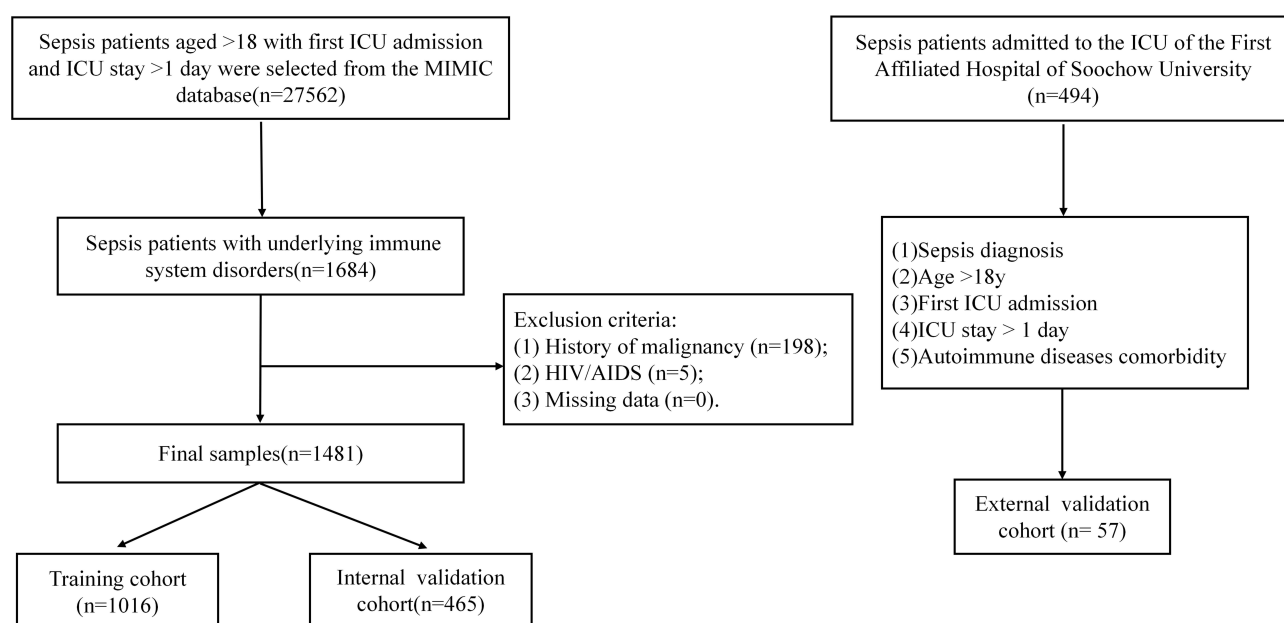 Sepsis patients aged >18 with first ICU admission
and ICU stay >1 day were selected from the MIMIC
database(n=27562)
Sepsis patients with underlying immune
system disorders(n=1684)
Exclusion criteria:
(1) History of malignancy (n=198);
(2) HIV/AIDS (n=5);
(3) Missing data (n=0).
Final samples(n=1481)
Training cohort
(n=1016)
Internal validation
cohort(n=465)
Sepsis patients admitted to the ICU of the First
Affiliated Hospital of Soochow University
(n=494)
(1)Sepsis diagnosis
(2)Age >18y
(3)First ICU admission
(4)ICU stay > 1 day
(5)Autoimmune diseases comorbidity
External validation
cohort (n= 57)